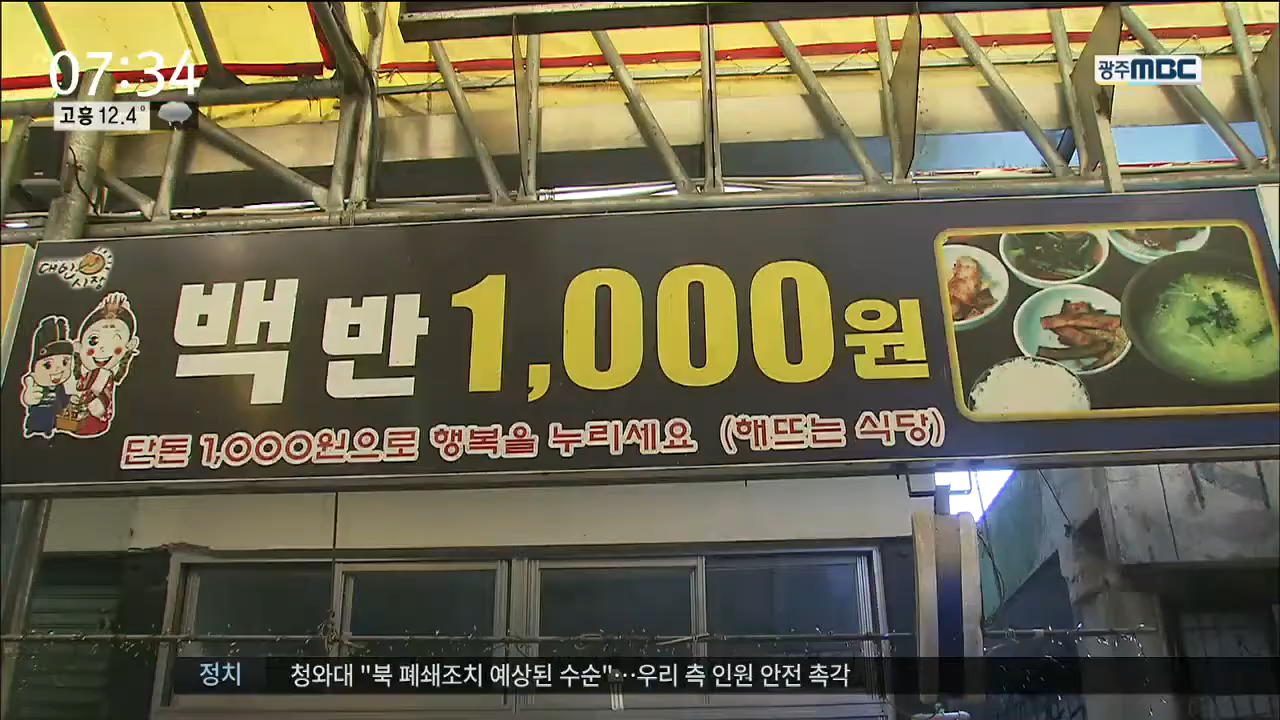 07:34
고흥 12.4°
광주MBC
대인
시장
백반 1,000원
단돈 1,000원으로 행복을 누리세요 (해뜨는 식당)
정치 청와대 "북 폐쇄조치 예상된 수순"…우리 측 인원 안전 촉각